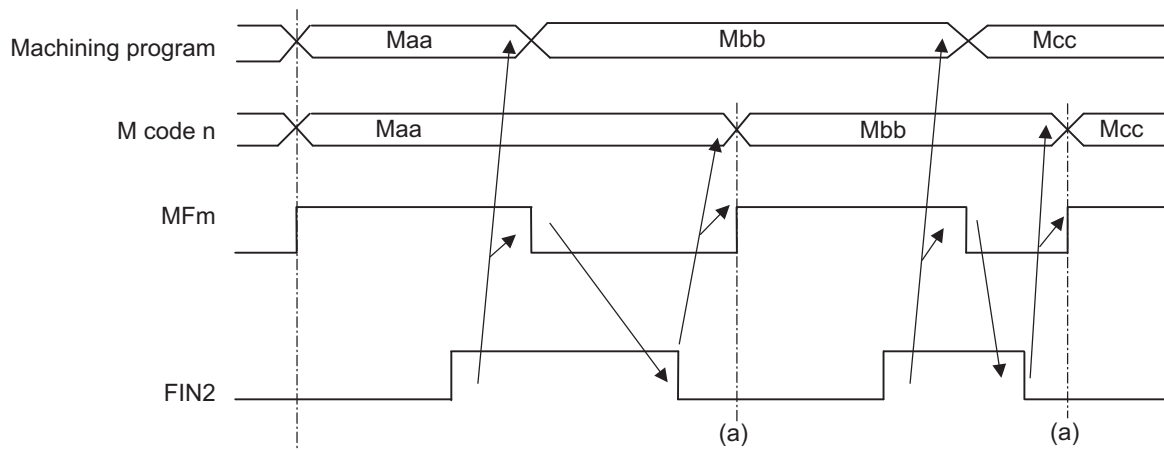 Machining program Maa Mbb Mcc
M code n Maa Mbb Mcc
MFm
FIN2
(a) (a)